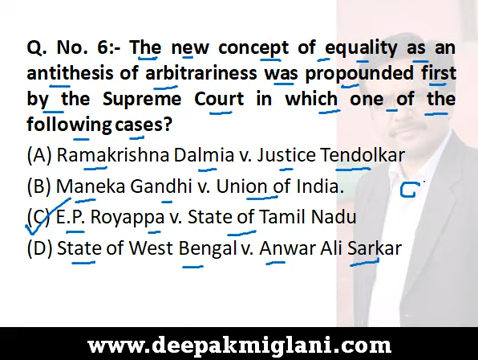 Q. No. 6:- The new concept of equality as an
antithesis of arbitrariness was propounded first
by the Supreme Court in which one of the
following cases?
(A) Ramakrishna Dalmia v. Justice Tendolkar
(B) Maneka Gandhi v. Union of India.
(C) E.P. Royappa v. State of Tamil Nadu
(D) State of West Bengal v. Anwar Ali Sarkar
www.deepakmiglani.com